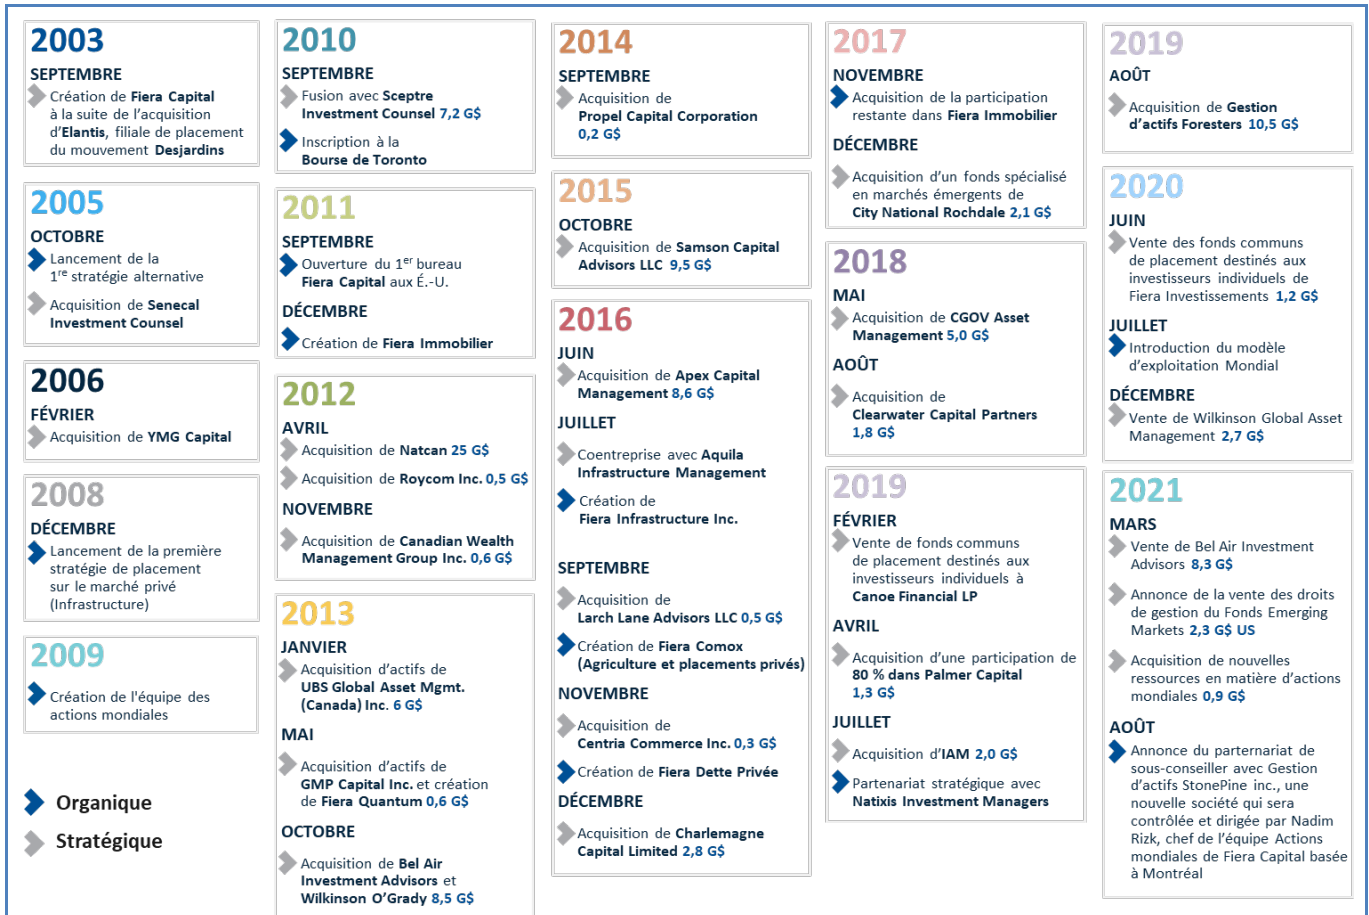 2003
SEPTEMBRE
Création de Fiera Capital
à la suite de l'acquisition
d'Elantis, filiale de placement
du mouvement Desjardins
2005
OCTOBRE
Lancement de la
1re stratégie alternative
Acquisition de Senecal
Investment Counsel
2006
FÉVRIER
Acquisition de YMG Capital
2008
DÉCEMBRE
Lancement de la première
stratégie de placement
sur le marché privé
(Infrastructure)
2009
Création de l'équipe des
actions mondiales
Organique
Stratégique
2010
SEPTEMBRE
Fusion avec Sceptre
Investment Counsel 7,2 G$
Inscription à la
Bourse de Toronto
2011
SEPTEMBRE
Ouverture du 1er bureau
Fiera Capital aux É.-U.
DÉCEMBRE
Création de Fiera Immobilier
2012
AVRIL
Acquisition de Natcan 25 G$
Acquisition de Roycom Inc. 0,5 G$
NOVEMBRE
Acquisition de Canadian Wealth
Management Group Inc. 0,6 G$
2013
JANVIER
Acquisition d'actifs de
UBS Global Asset Mgmt.
(Canada) Inc. 6 G$
MAI
Acquisition d'actifs de
GMP Capital Inc. et création
de Fiera Quantum 0,6 G$
OCTOBRE
Acquisition de Bel Air
Investment Advisors et
Wilkinson O'Grady 8,5 G$
2014
SEPTEMBRE
Acquisition de
Propel Capital Corporation
0,2 G$
2015
OCTOBRE
Acquisition de Samson Capital
Advisors LLC 9,5 G$
2016
JUIN
Acquisition de Apex Capital
Management 8,6 G$
JUILLET
Coentreprise avec Aquila
Infrastructure Management
Création de
Fiera Infrastructure Inc.
SEPTEMBRE
Acquisition de
Larch Lane Advisors LLC 0,5 G$
Création de Fiera Comox
(Agriculture et placements privés)
NOVEMBRE
Acquisition de
Centria Commerce Inc. 0,3 G$
Création de Fiera Dette Privée
DÉCEMBRE
Acquisition de Charlemagne
Capital Limited 2,8 G$
2017
NOVEMBRE
Acquisition de la participation
restante dans Fiera Immobilier
DÉCEMBRE
Acquisition d'un fonds spécialisé
en marchés émergents de
City National Rochdale 2,1 G$
2018
MAI
Acquisition de CGOV Asset
Management 5,0 G$
AOÛT
Acquisition de
Clearwater Capital Partners
1,8 G$
2019
FÉVRIER
Vente de fonds communs
de placement destinés aux
investisseurs individuels à
Canoe Financial LP
AVRIL
Acquisition d'une participation de
80 % dans Palmer Capital
1,3 G$
JUILLET
Acquisition d'IAM 2,0 G$
Partenariat stratégique avec
Natixis Investment Managers
2019
AOÛT
Acquisition de Gestion
d'actifs Foresters 10,5 G$
2020
JUIN
Vente des fonds communs
de placement destinés aux
investisseurs individuels de
Fiera Investissements 1,2 G$
JUILLET
Introduction du modèle
d'exploitation Mondial
DÉCEMBRE
Vente de Wilkinson Global Asset
Management 2,7 G$
2021
MARS
Vente de Bel Air Investment
Advisors 8,3 G$
Annonce de la vente des droits
de gestion du Fonds Emerging
Markets 2,3 G$ US
Acquisition de nouvelles
ressources en matière d'actions
mondiales 0,9 G$
AOÛT
Annonce du parternariat de
sous-conseiller avec Gestion
d'actifs StonePine inc., une
nouvelle société qui sera
contrôlée et dirigée par Nadim
Rizk, chef de l'équipe Actions
mondiales de Fiera Capital basée
à Montréal